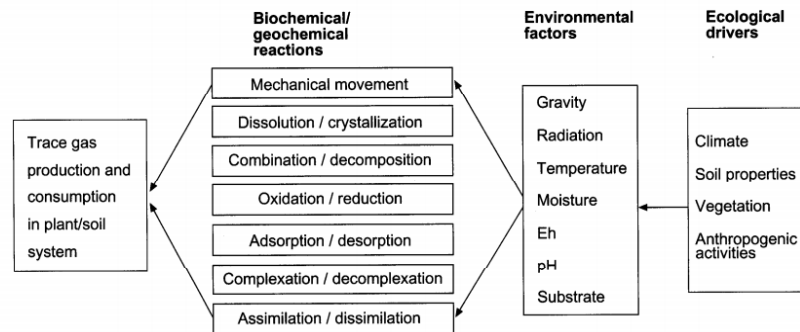 Biochemical/
geochemical
reactions
Environmental
factors
Ecological
drivers
Trace gas
production and
consumption
in plant/soil
system
Mechanical movement
Dissolution / crystallization
Combination / decomposition
Oxidation / reduction
Adsorption / desorption
Complexation / decomplexation
Assimilation / dissimilation
Gravity
Radiation
Temperature
Moisture
Eh
pH
Substrate
Climate
Soil properties
Vegetation
Anthropogenic
activities